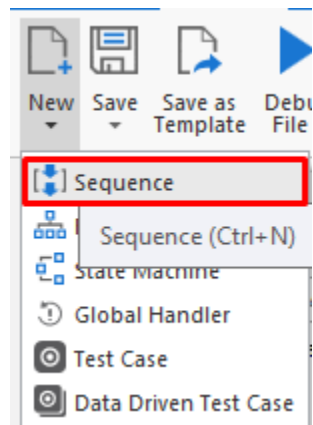 New Save Save as Debu
Template File
Sequence
Sequence (Ctrl+N)
State Machine
Global Handler
Test Case
Data Driven Test Case